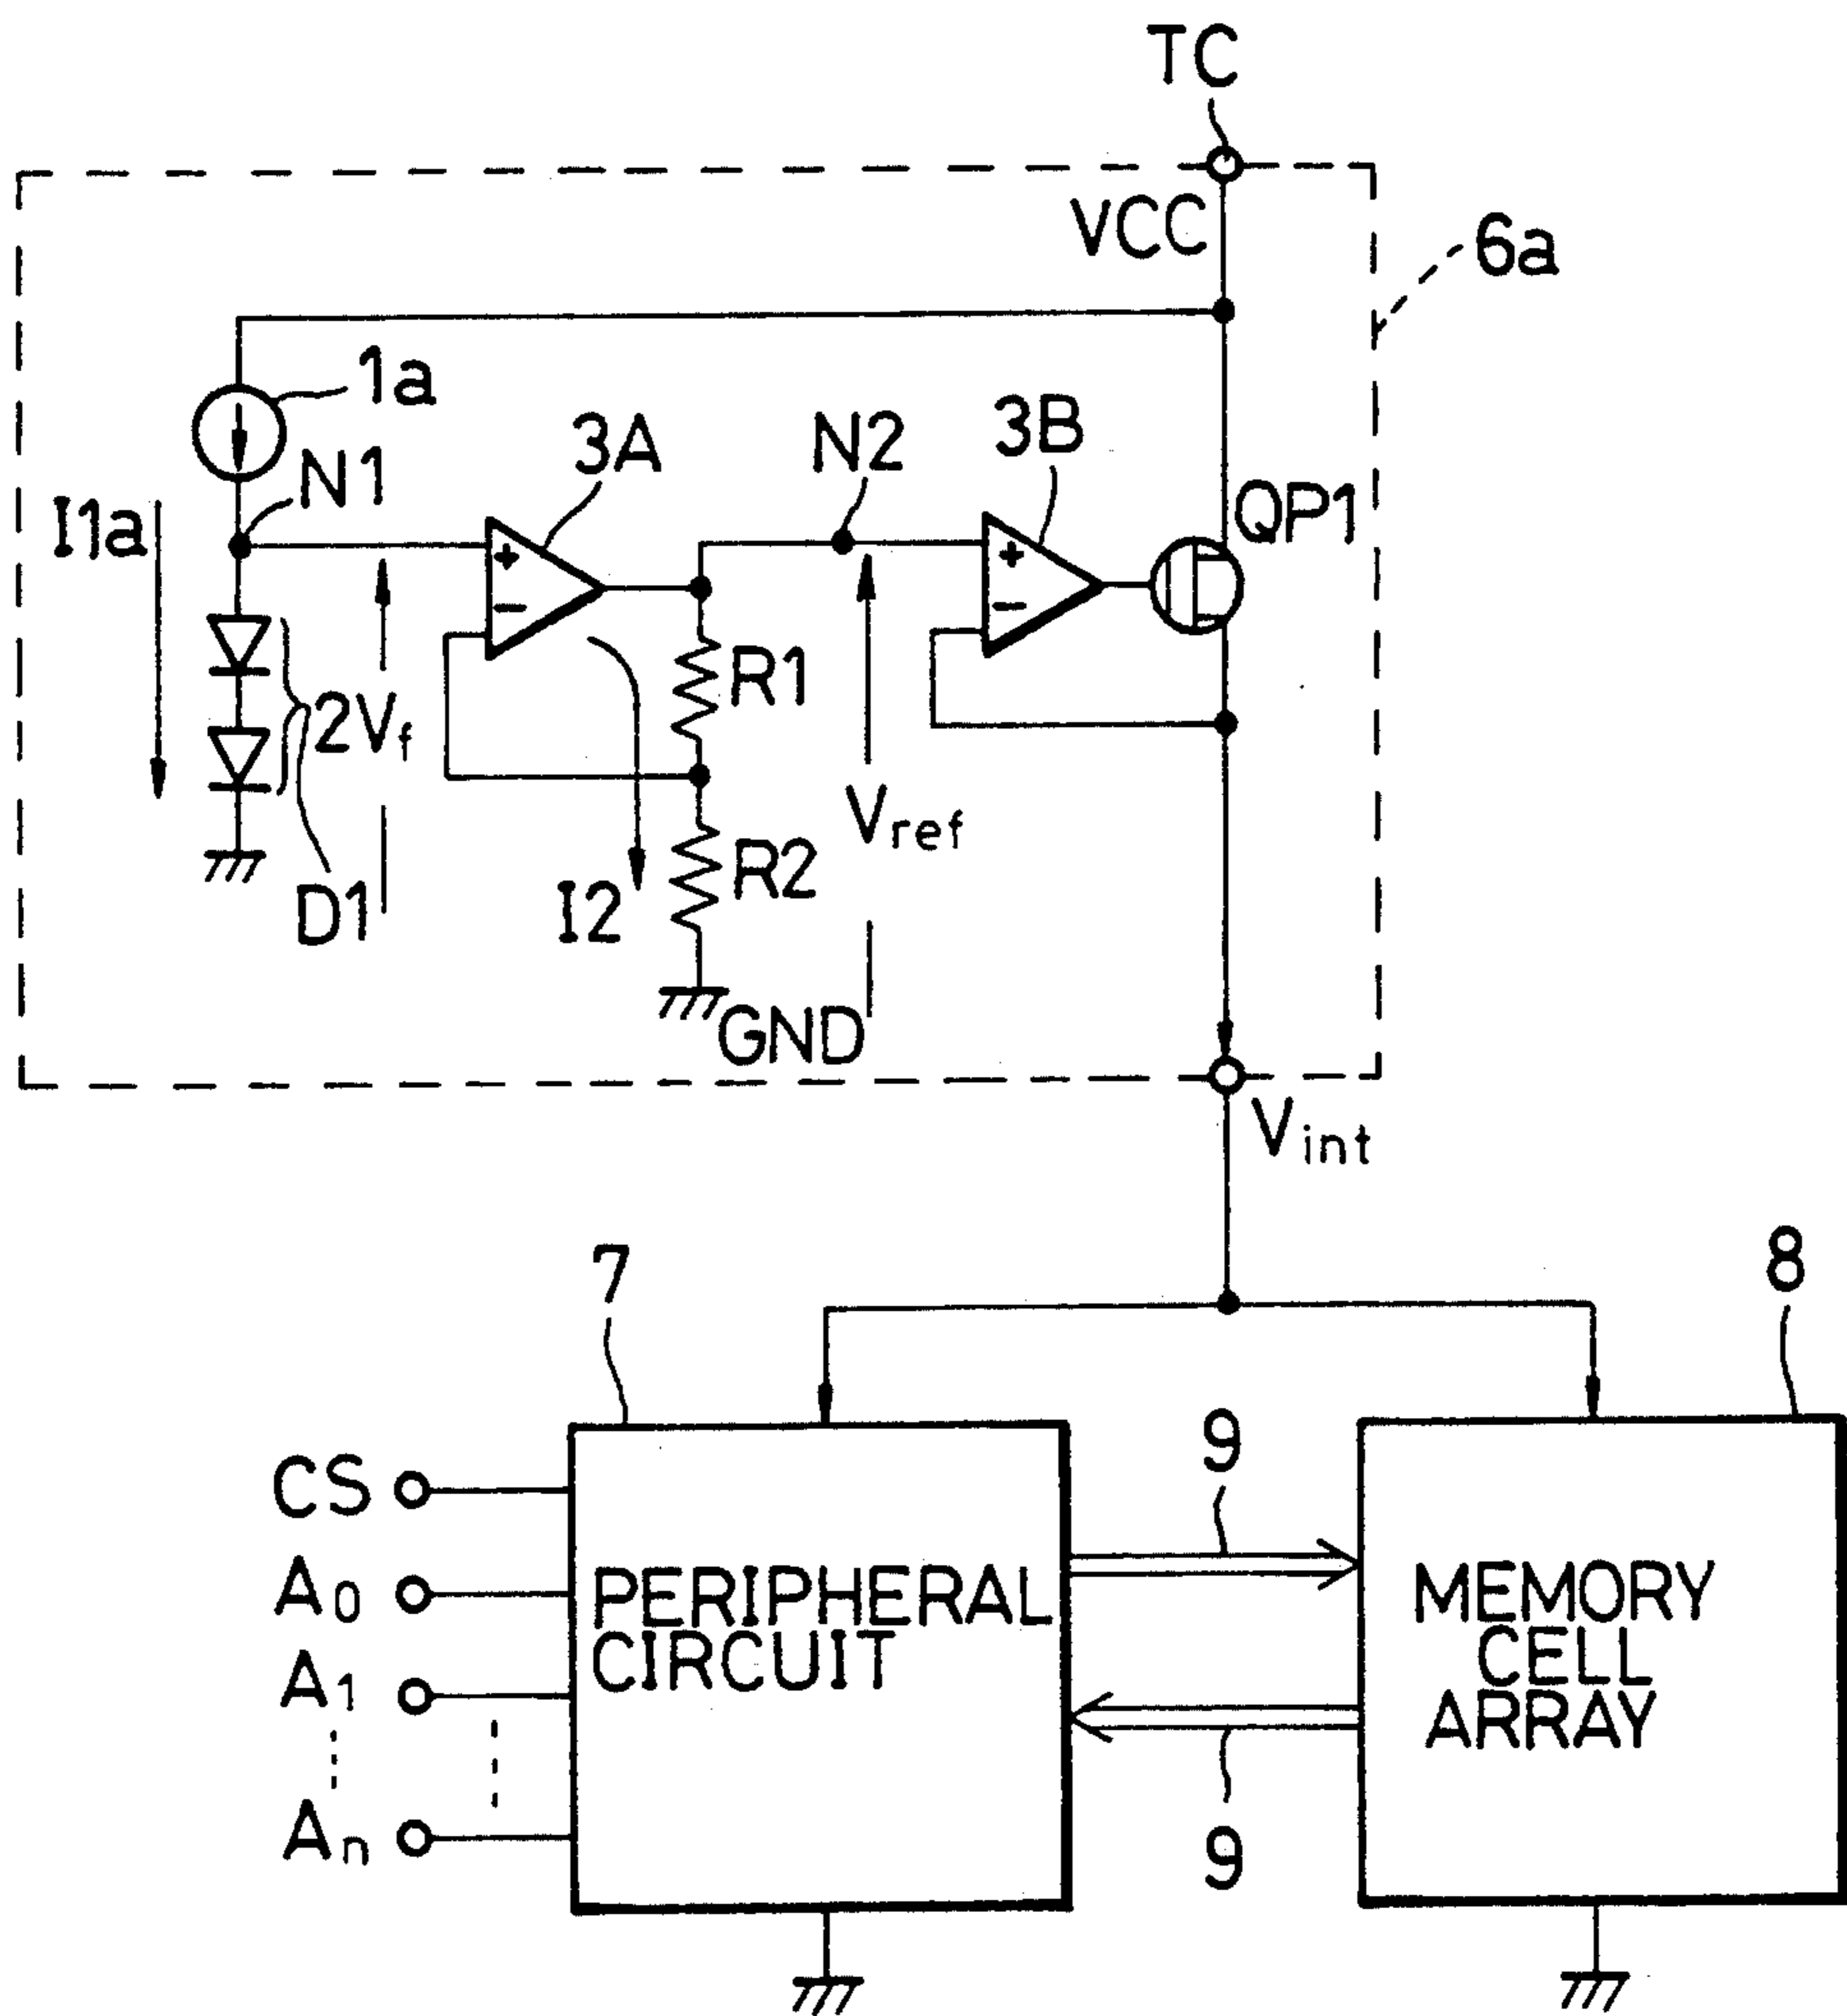 TC
VCC
6a
1a
N1
I1a
3A
N2
3B
QP1
+
−
+
−
R1
2Vf
Vref
R2
D1
I2
GND
Vint
7
8
9
CS
A0
A1
An
PERIPHERAL
CIRCUIT
MEMORY
CELL
ARRAY
9